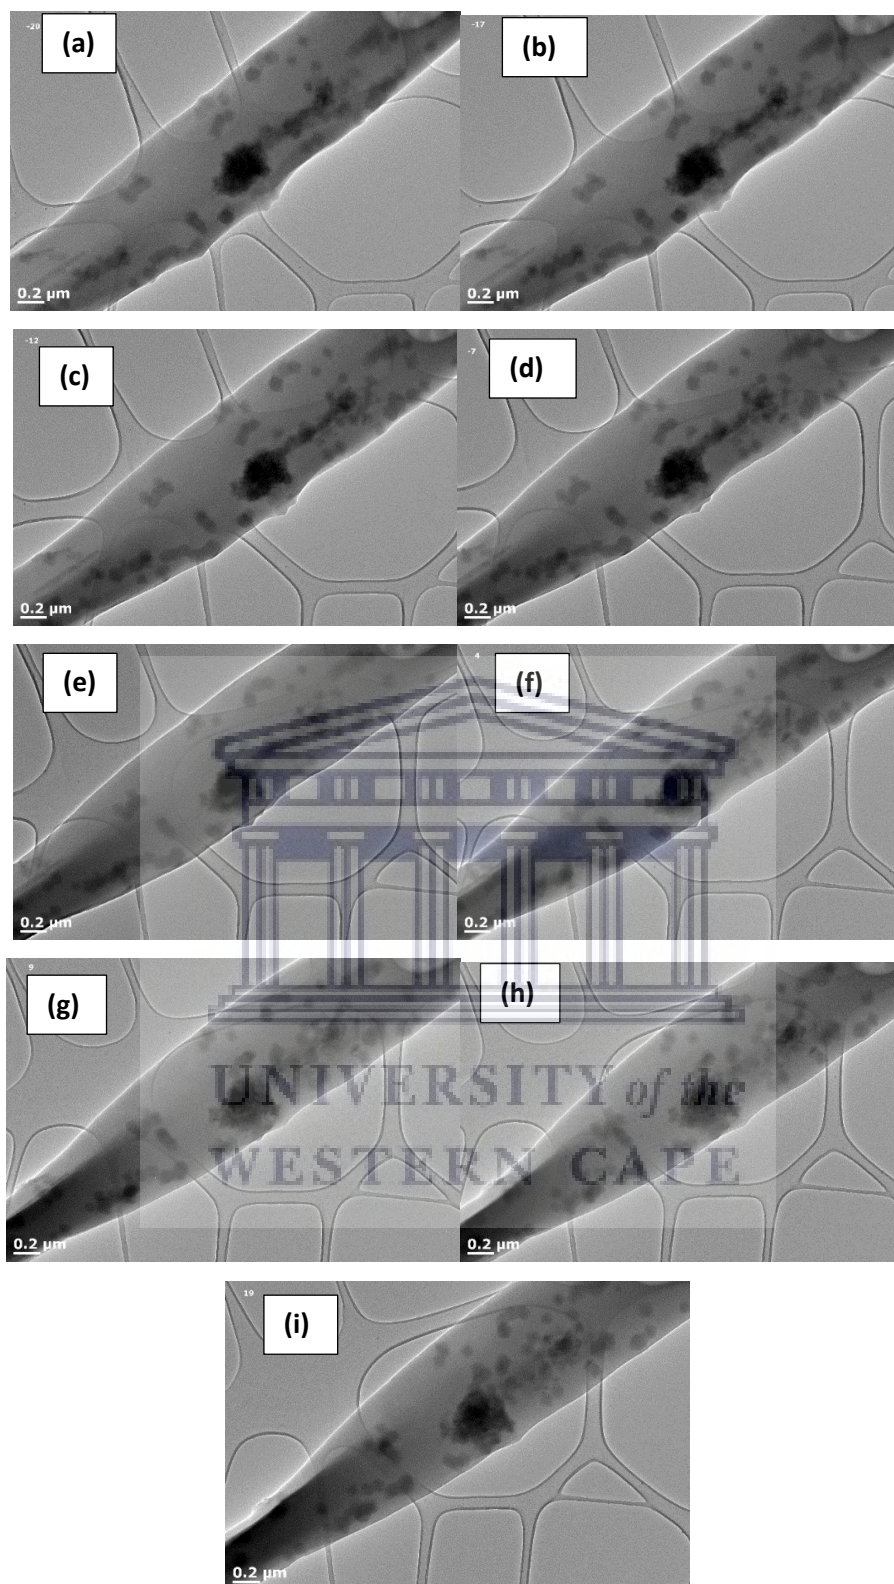 -20
(a)
-17
(b)
0.2 µm
0.2 µm
-12
(c)
-7
(d)
0.2 µm
0.2 µm
(e)
4
(f)
0.2 µm
0.2 µm
9
(g)
(h)
UNIVERSITY of the
WESTERN CAPE
0.2 µm
0.2 µm
19
(i)
0.2 µm